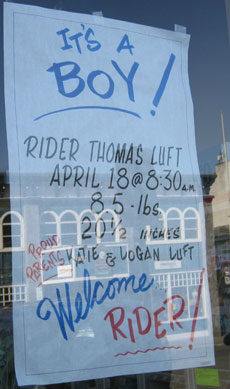 IT'S A
BOY!
RIDER THOMAS LUFT
APRIL 18 @ 8:30 A.M.
8.5-lbs
20½ INCHES
PROUD
PARENTS KATIE & LOGAN LUFT
Welcome
RIDER!